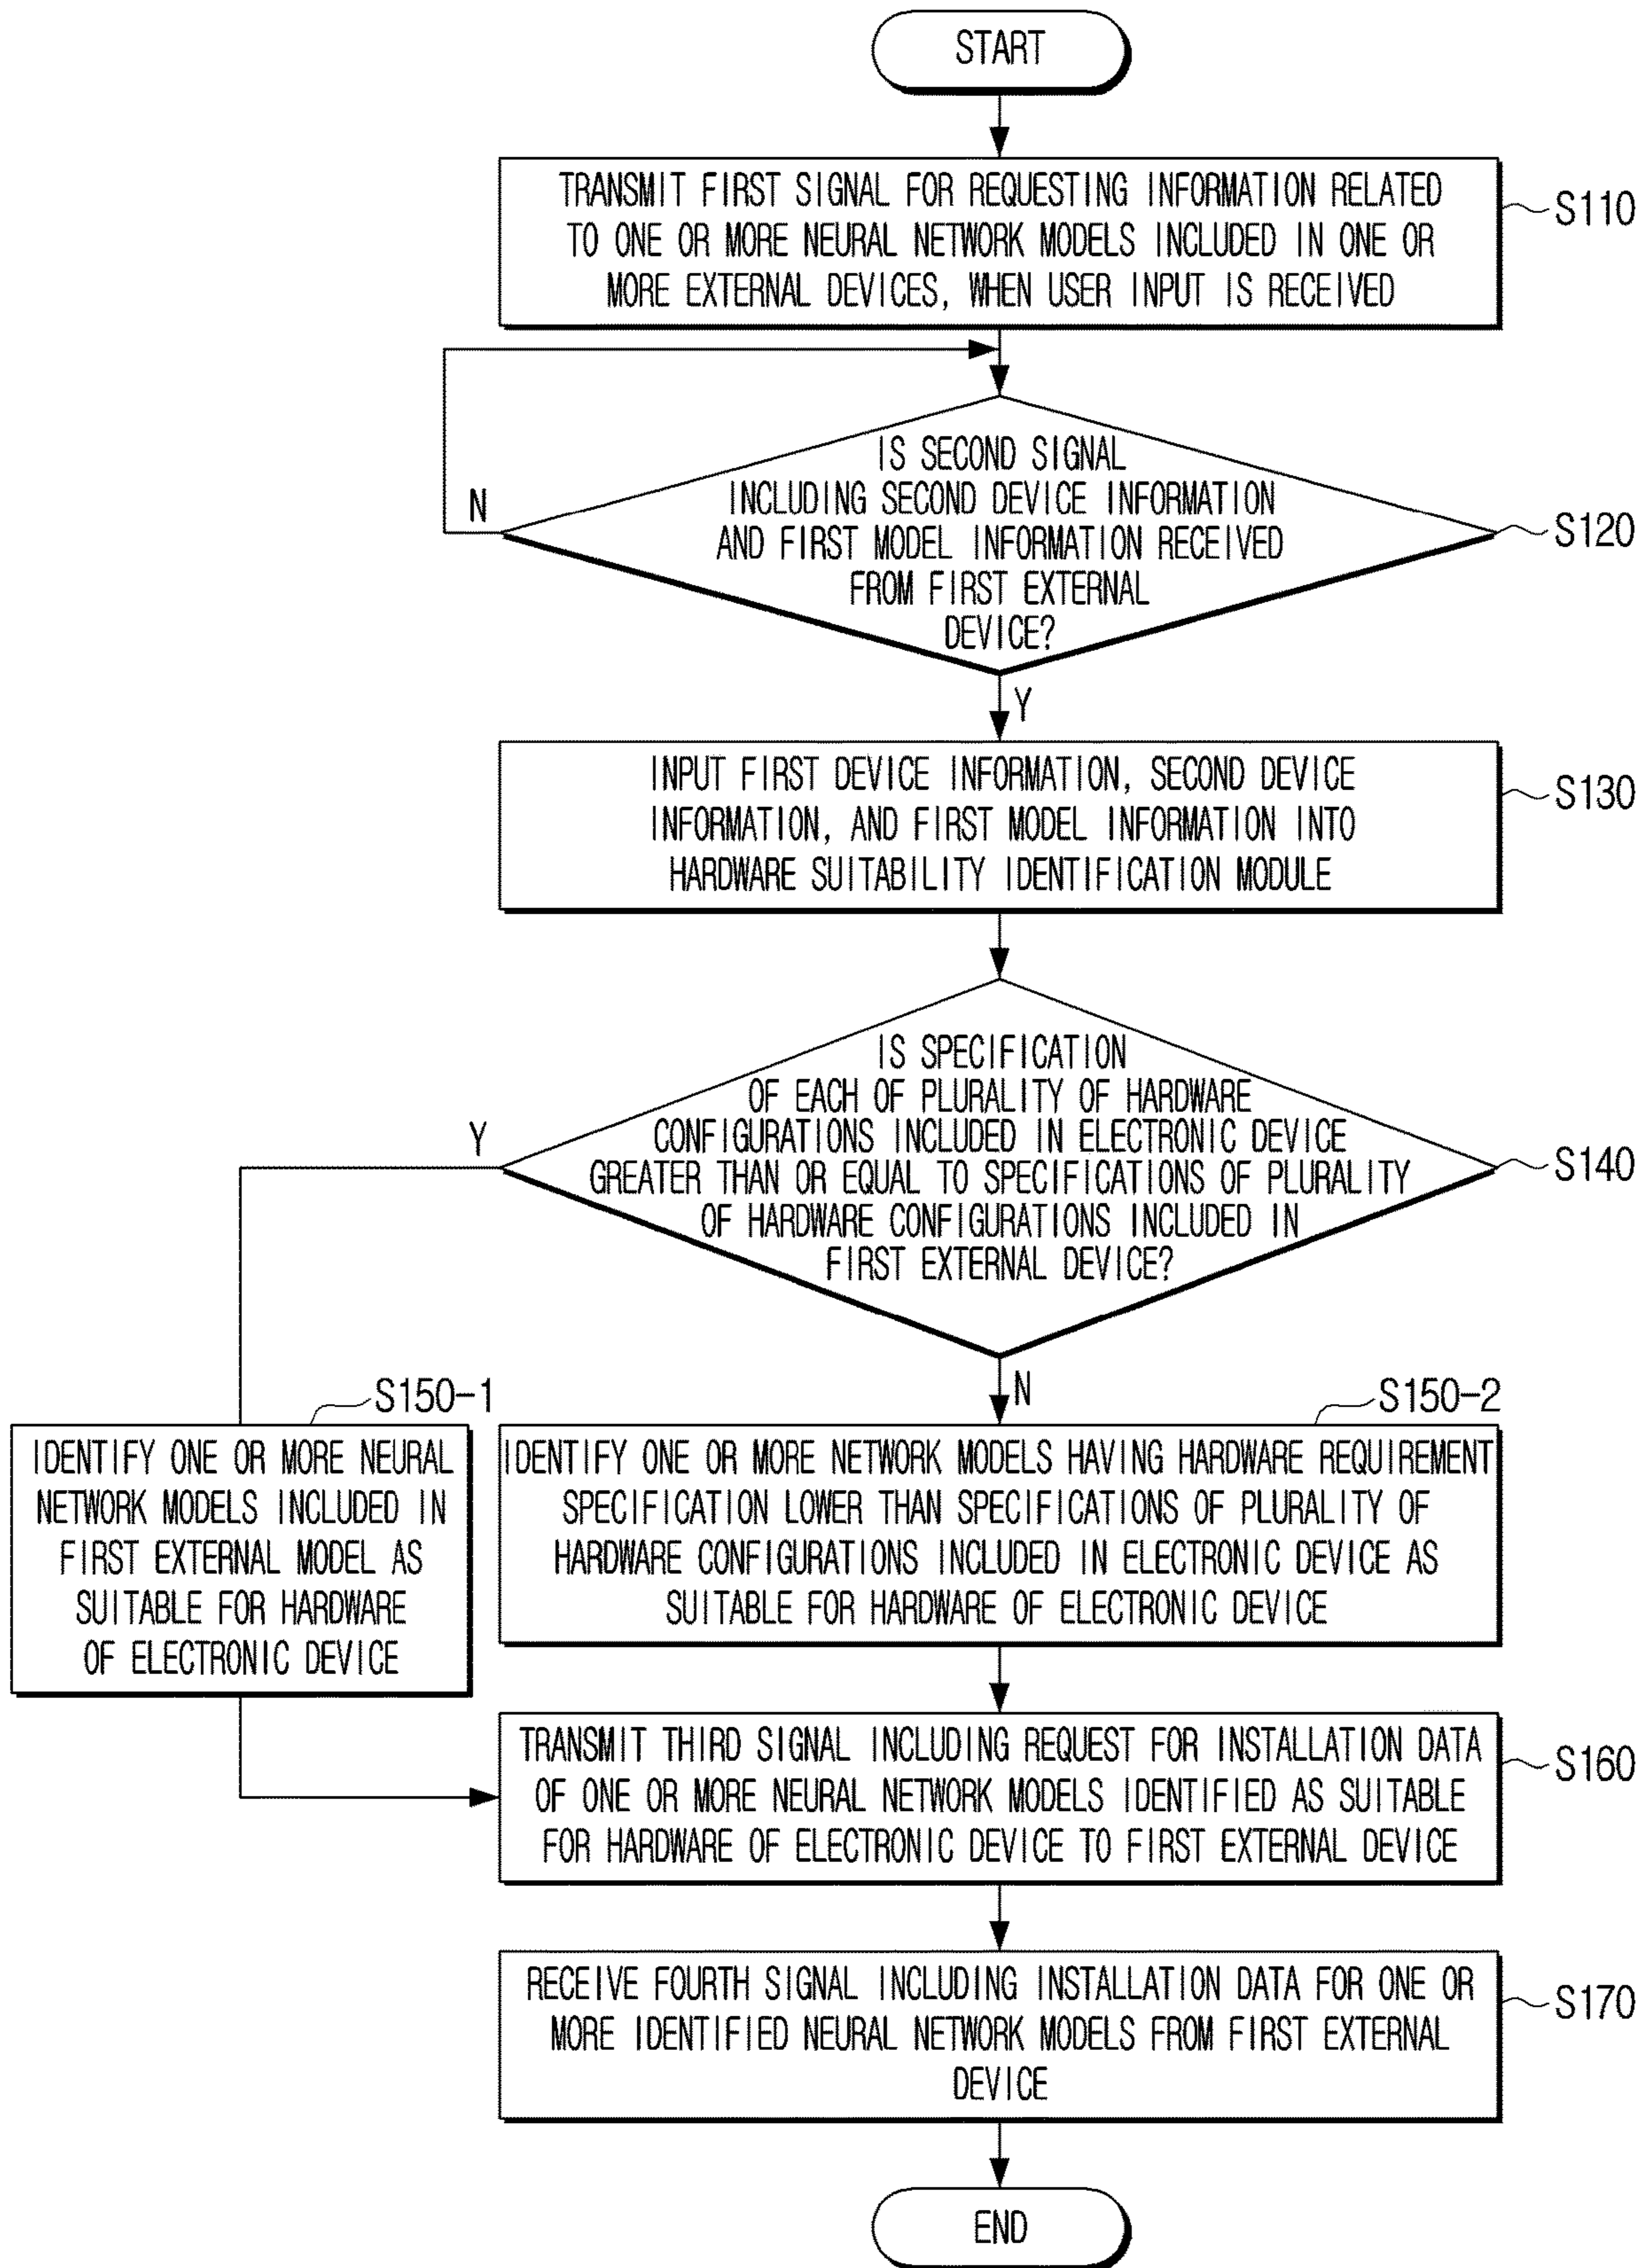 START
TRANSMIT FIRST SIGNAL FOR REQUESTING INFORMATION RELATED
TO ONE OR MORE NEURAL NETWORK MODELS INCLUDED IN ONE OR
MORE EXTERNAL DEVICES, WHEN USER INPUT IS RECEIVED
S110
IS SECOND SIGNAL
INCLUDING SECOND DEVICE INFORMATION
AND FIRST MODEL INFORMATION RECEIVED
FROM FIRST EXTERNAL
DEVICE?
N
S120
Y
INPUT FIRST DEVICE INFORMATION, SECOND DEVICE
INFORMATION, AND FIRST MODEL INFORMATION INTO
HARDWARE SUITABILITY IDENTIFICATION MODULE
S130
IS SPECIFICATION
OF EACH OF PLURALITY OF HARDWARE
CONFIGURATIONS INCLUDED IN ELECTRONIC DEVICE
GREATER THAN OR EQUAL TO SPECIFICATIONS OF PLURALITY
OF HARDWARE CONFIGURATIONS INCLUDED IN
FIRST EXTERNAL DEVICE?
Y
S140
N
S150-1
IDENTIFY ONE OR MORE NEURAL
NETWORK MODELS INCLUDED IN
FIRST EXTERNAL MODEL AS
SUITABLE FOR HARDWARE
OF ELECTRONIC DEVICE
S150-2
IDENTIFY ONE OR MORE NETWORK MODELS HAVING HARDWARE REQUIREMENT
SPECIFICATION LOWER THAN SPECIFICATIONS OF PLURALITY OF
HARDWARE CONFIGURATIONS INCLUDED IN ELECTRONIC DEVICE AS
SUITABLE FOR HARDWARE OF ELECTRONIC DEVICE
TRANSMIT THIRD SIGNAL INCLUDING REQUEST FOR INSTALLATION DATA
OF ONE OR MORE NEURAL NETWORK MODELS IDENTIFIED AS SUITABLE
FOR HARDWARE OF ELECTRONIC DEVICE TO FIRST EXTERNAL DEVICE
S160
RECEIVE FOURTH SIGNAL INCLUDING INSTALLATION DATA FOR ONE OR
MORE IDENTIFIED NEURAL NETWORK MODELS FROM FIRST EXTERNAL
DEVICE
S170
END